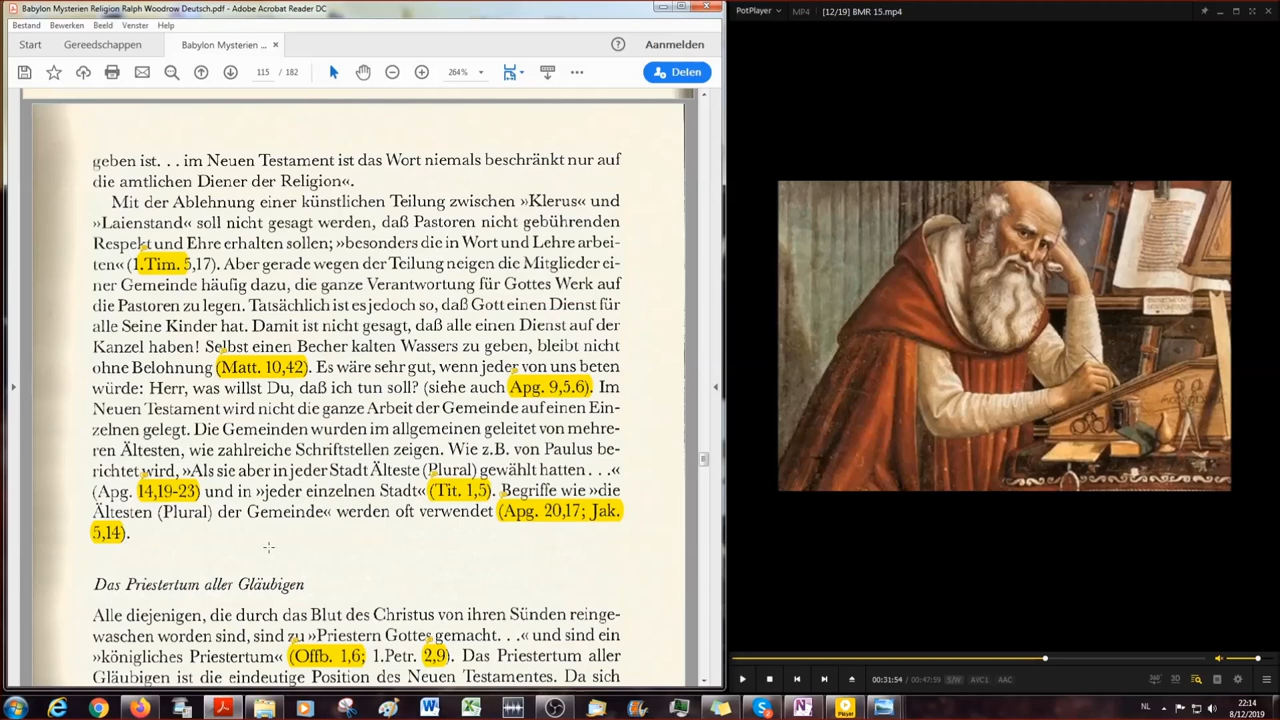 Babylon Mysterien Religion Ralph Woodrow Deutsch.pdf - Adobe Acrobat Reader DC
Bestand Bewerken Beeld Venster Help
Start Gereedschappen Babylon Mysterien ... × Aanmelden
115 / 182 264% Delen
geben ist. . . im Neuen Testament ist das Wort niemals beschränkt nur auf
die amtlichen Diener der Religion«.
Mit der Ablehnung einer künstlichen Teilung zwischen »Klerus« und
»Laienstand« soll nicht gesagt werden, daß Pastoren nicht gebührenden
Respekt und Ehre erhalten sollen; »besonders die in Wort und Lehre arbei-
ten« (1.Tim. 5,17). Aber gerade wegen der Teilung neigen die Mitglieder ei-
ner Gemeinde häufig dazu, die ganze Verantwortung für Gottes Werk auf
die Pastoren zu legen. Tatsächlich ist es jedoch so, daß Gott einen Dienst für
alle Seine Kinder hat. Damit ist nicht gesagt, daß alle einen Dienst auf der
Kanzel haben! Selbst einen Becher kalten Wassers zu geben, bleibt nicht
ohne Belohnung (Matt. 10,42). Es wäre sehr gut, wenn jeder von uns beten
würde: Herr, was willst Du, daß ich tun soll? (siehe auch Apg. 9,5.6). Im
Neuen Testament wird nicht die ganze Arbeit der Gemeinde auf einen Ein-
zelnen gelegt. Die Gemeinden wurden im allgemeinen geleitet von mehre-
ren Ältesten, wie zahlreiche Schriftstellen zeigen. Wie z.B. von Paulus be-
richtet wird, »Als sie aber in jeder Stadt Älteste (Plural) gewählt hatten . . .«
(Apg. 14,19-23) und in »jeder einzelnen Stadt« (Tit. 1,5). Begriffe wie »die
Ältesten (Plural) der Gemeinde« werden oft verwendet (Apg. 20,17; Jak.
5,14).
Das Priestertum aller Gläubigen
Alle diejenigen, die durch das Blut des Christus von ihren Sünden reinge-
waschen worden sind, sind zu »Priestern Gottes gemacht. . .« und sind ein
»königliches Priestertum« (Offb. 1,6; 1.Petr. 2,9). Das Priestertum aller
Gläubigen ist die eindeutige Position des Neuen Testamentes. Da sich
PotPlayer MP4 [12/19] BMR 15.mp4
00:31:54 / 00:47:59 S/W AVC1 AAC
360° 3D
NL 22:14
8/12/2019